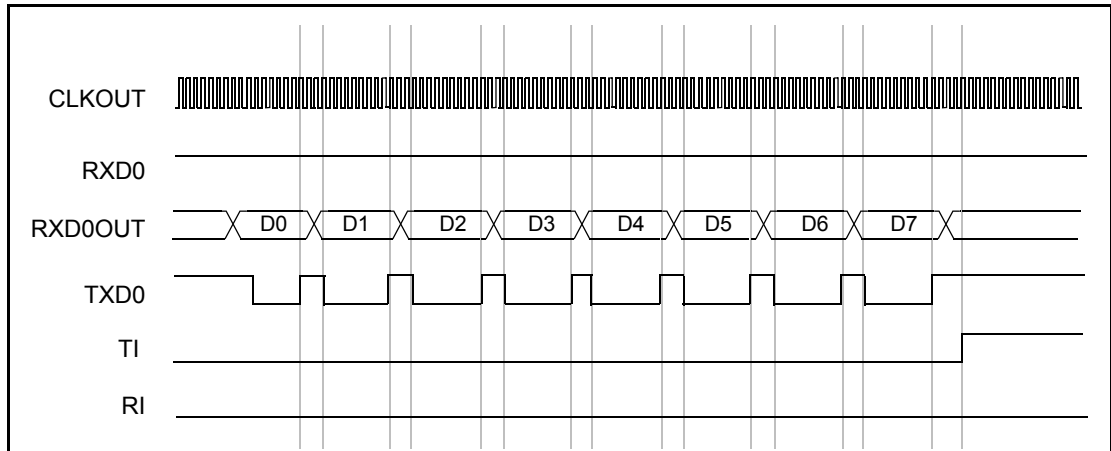 CLKOUT
RXD0
RXD0OUT D0 D1 D2 D3 D4 D5 D6 D7
TXD0
TI
RI